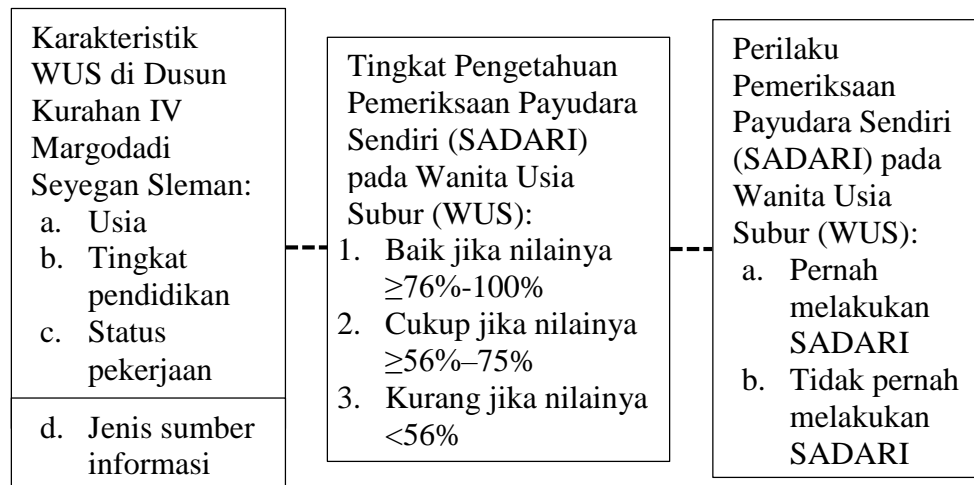 Karakteristik
WUS di Dusun
Kurahan IV
Margodadi
Seyegan Sleman:
a. Usia
b. Tingkat
pendidikan
c. Status
pekerjaan
d. Jenis sumber
informasi
Tingkat Pengetahuan
Pemeriksaan Payudara
Sendiri (SADARI)
pada Wanita Usia
Subur (WUS):
1. Baik jika nilainya
≥76%-100%
2. Cukup jika nilainya
≥56%–75%
3. Kurang jika nilainya
<56%
Perilaku
Pemeriksaan
Payudara Sendiri
(SADARI) pada
Wanita Usia
Subur (WUS):
a. Pernah
melakukan
SADARI
b. Tidak pernah
melakukan
SADARI